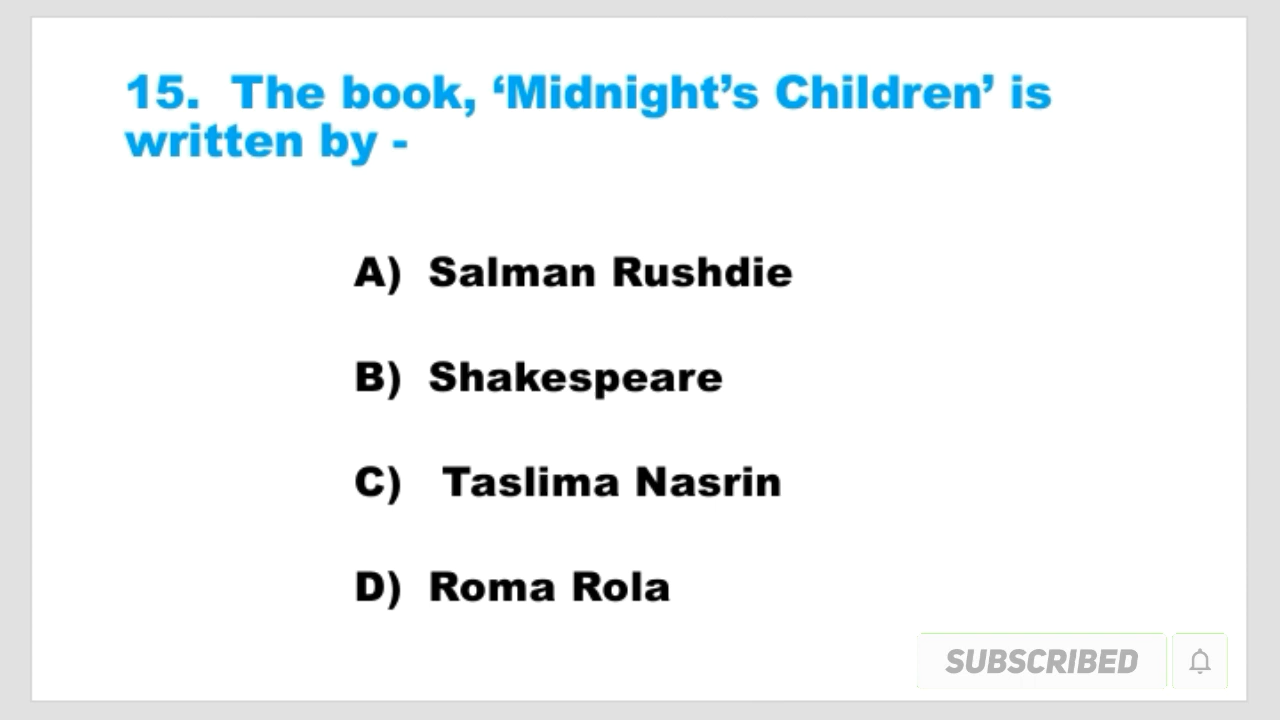 15. The book, ‘Midnight’s Children’ is
written by -
A) Salman Rushdie
B) Shakespeare
C) Taslima Nasrin
D) Roma Rola
SUBSCRIBED